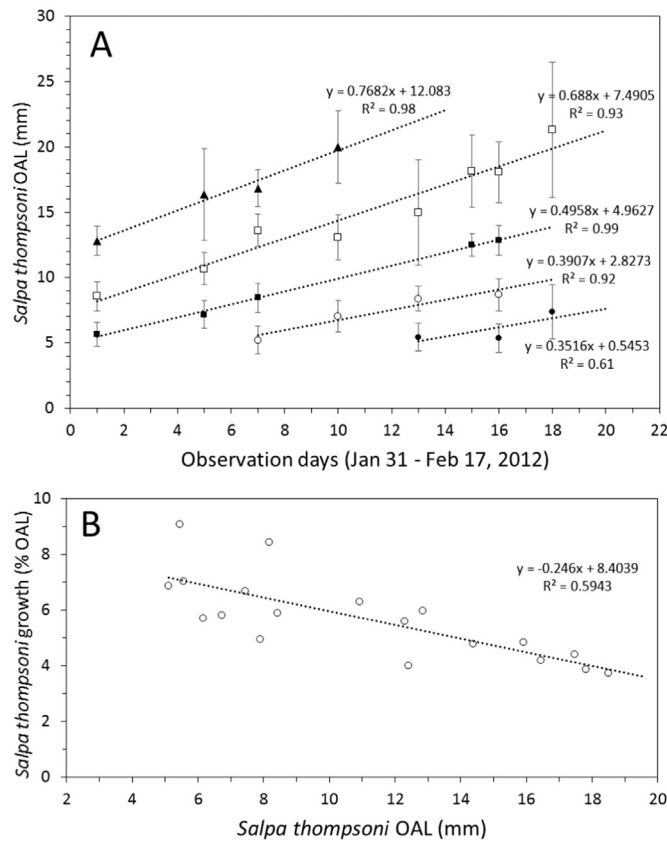 A
Salpa thompsoni OAL (mm)
30
25
20
15
10
5
0
y = 0.7682x + 12.083
R² = 0.98
y = 0.688x + 7.4905
R² = 0.93
y = 0.4958x + 4.9627
R² = 0.99
y = 0.3907x + 2.8273
R² = 0.92
y = 0.3516x + 0.5453
R² = 0.61
0 2 4 6 8 10 12 14 16 18 20 22
Observation days (Jan 31 - Feb 17, 2012)
B
Salpa thompsoni growth (% OAL)
10
8
6
4
2
0
y = -0.246x + 8.4039
R² = 0.5943
2 4 6 8 10 12 14 16 18 20
Salpa thompsoni OAL (mm)